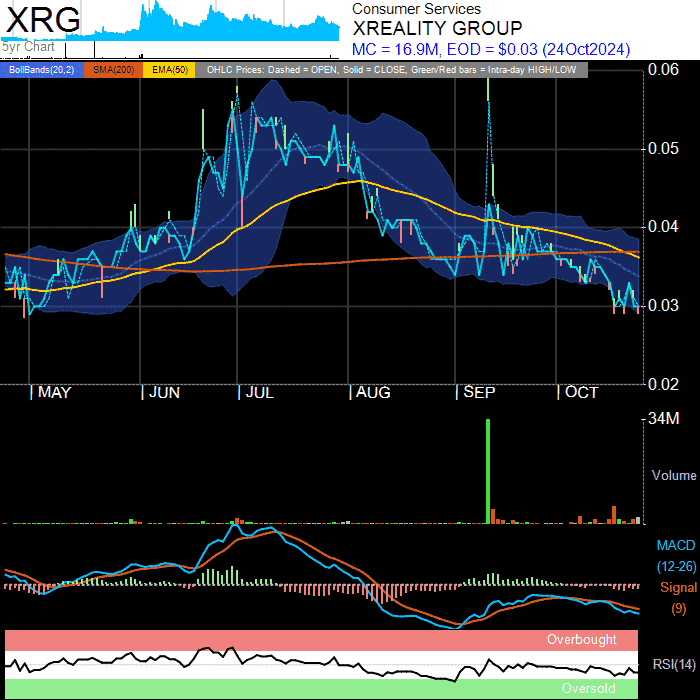 XRG
5yr Chart
Consumer Services
XREALITY GROUP
MC = 16.9M, EOD = $0.03 (24Oct2024)
BollBands(20,2) SMA(200) EMA(50) OHLC Prices: Dashed = OPEN, Solid = CLOSE, Green/Red bars = Intra-day HIGH/LOW
0.06
0.05
0.04
0.03
0.02
MAY JUN JUL AUG SEP OCT
34M
Volume
MACD
(12-26)
Signal
(9)
Overbought
RSI(14)
Oversold